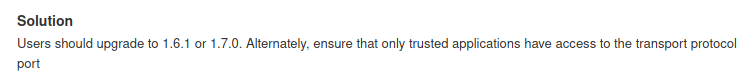 Solution
Users should upgrade to 1.6.1 or 1.7.0. Alternately, ensure that only trusted applications have access to the transport protocol
port